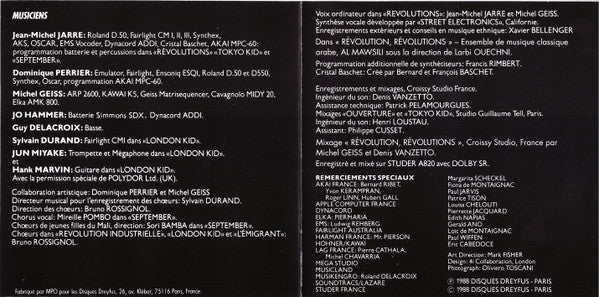 MUSICIENS
Jean-Michel JARRE: Roland D.50, Fairlight CM I, II, III, Synthex,
AKS, OSCAR, EMS Vocoder, Dynacord ADDI, Cristal Baschet, AKAI MPC-60:
programmation batterie et percussions dans «RÉVOLUTIONS» «TOKYO KID» et
«SEPTEMBER».
Dominique PERRIER: Emulator, Fairlight, Ensoniq ESQI, Roland D.50 et D550,
Synthex, Oscar, programmation AKAI MPC-60.
Michel GEISS: ARP 2600, KAWAI K5, Geiss Matrisequencer, Cavagnolo MIDY 20,
Elka AMK 800.
JO HAMMER: Batterie Simmons SDX. Dynacord ADDI.
Guy DELACROIX: Basse.
Sylvain DURAND: Fairlight CMI dans «LONDON KID».
JUN MIYAKE: Trompette et Mégaphone dans «LONDON KID».
et
Hank MARVIN: Guitare dans «LONDON KID».
Avec la permission spéciale de POLYDOR Ltd. (UK).
Collaboration artistique: Dominique PERRIER et Michel GEISS
Directeur musical pour l'enregistrement des chœurs: Sylvain DURAND.
Direction des chœurs: Bruno ROSSIGNOL.
Chorus vocal: Mireille POMBO dans «SEPTEMBER».
Chœurs de jeunes filles du Mali, direction: Sori BAMBA dans «SEPTEMBER».
Chœurs dans «REVOLUTION INDUSTRIELLE», «LONDON KID» et «L'ÉMIGRANT»:
Bruno ROSSIGNOL.
Fabriqué par MPO pour les Disques Dreyfus, 26, av. Kléber, 75116 Paris. France.
Voix ordinateur dans «REVOLUTIONS»: Jean-Michel JARRE et Michel GEISS.
Synthèse vocale développée par «STREET ELECTRONICS», Californie.
Enregistrements extérieurs et conseils en musique ethnique: Xavier BELLENGER
Dans « RÉVOLUTION, RÉVOLUTIONS » – Ensemble de musique classique
arabe, AL MAWSILI sous la direction de Larbi OUECHNI.
Programmation additionnelle de synthétiseurs: Francis RIMBERT.
Cristal Baschet: Créé par Bernard et François BASCHET.
Enregistrements et mixages, Croissy Studio France.
Ingénieur du son: Denis VANZETTO.
Assistance technique: Patrick PELAMOURGUES.
Mixages «OUVERTURE» et «TOKYO KID», Studio Guillaume Tell, Paris.
Ingénieur du son: Henri LOUSTAU.
Assistant: Philippe CUSSET.
Mixage « RÉVOLUTION, RÉVOLUTIONS », Croissy Studio, France par
Michel GEISS et Denis VANZETTO.
Enregistré et mixé sur STUDER A820 avec DOLBY SR.
REMERCIEMENTS SPECIAUX
AKAI FRANCE: Bernard RIBET,
Yvon KERAMPRAN,
Roger LINN, Hubert GALL
APPLE COMPUTER FRANCE
DYNACORD
ELKA: PIERMARIA
EMS: Ludwig REHBERG
FAIRLIGHT AUSTRALIA
HARMAN FRANCE: Mr. PIERSON
HOHNER/KAWAI
LAG FRANCE: Pierre CATHALA,
Michel CHAVARRIA
MEGA STUDIO
MUSICLAND
MUSIKENGRO: Roland DELACROIX
SOUNDTRACS/LAZARE
STUDER FRANCE
Margarita SCHECKEL
Fiona de MONTAIGNAC
Paul JARVIS
Patrice TISON
Louisa CHELOUTI
Pierrette JACQUARD
Edith NAPIAS
Gerald ANO
Loïc de MONTAIGNAC
Paul WIFFEN
Eric CABEDOCE
Art Direction: Mark FISHER
Design: 4i Collaboration, London
Photograph: Oliviero TOSCANI
Ⓟ 1988 DISQUES DREYFUS - PARIS
© 1988 DISQUES DREYFUS - PARIS